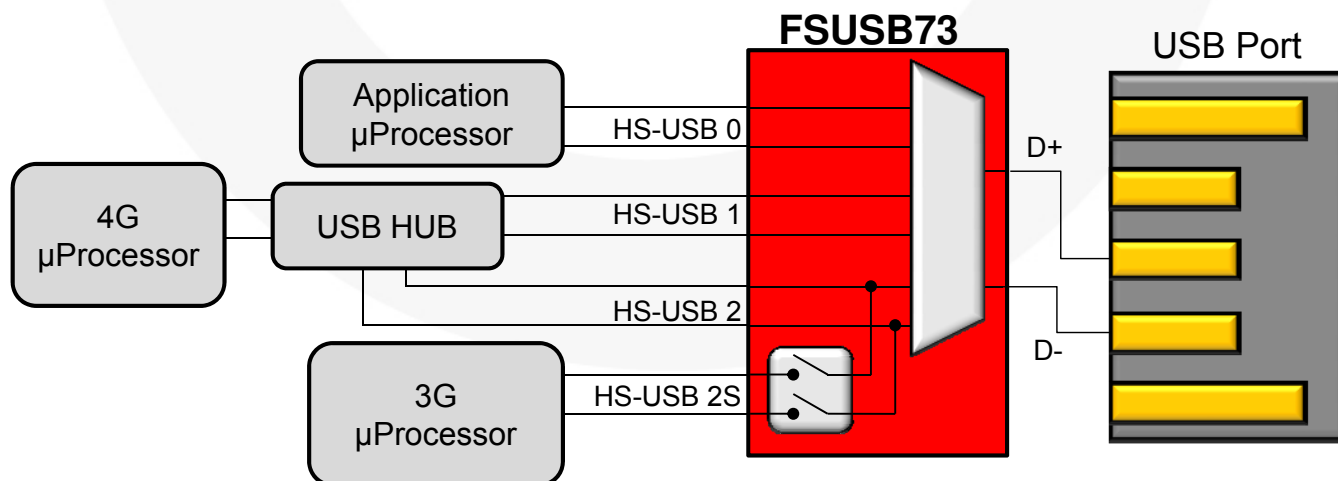 FSUSB73
USB Port
Application
µProcessor
HS-USB 0
D+
4G
µProcessor
USB HUB
HS-USB 1
HS-USB 2
D-
3G
µProcessor
HS-USB 2S